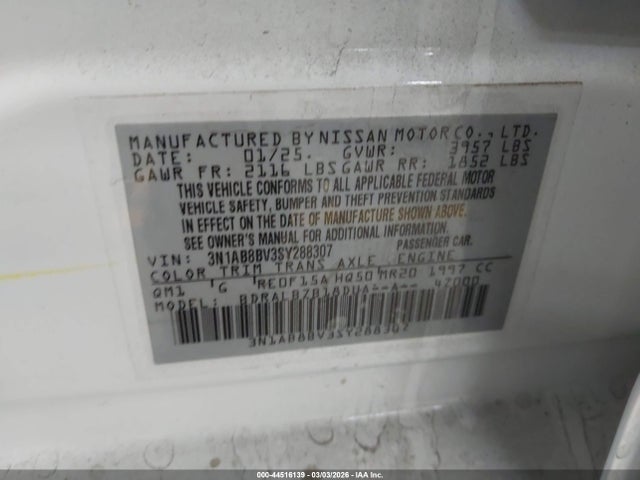 MANUFACTURED BY NISSAN MOTOR CO., LTD.
DATE: 01/25. GVWR: 3957 LBS
GAWR FR: 2116 LBS GAWR RR: 1852 LBS
THIS VEHICLE CONFORMS TO ALL APPLICABLE FEDERAL MOTOR
VEHICLE SAFETY, BUMPER AND THEFT PREVENTION STANDARDS
IN EFFECT ON THE DATE OF MANUFACTURE SHOWN ABOVE.
SEE OWNER'S MANUAL FOR ADDITIONAL INFORMATION.
VIN: 3N1AB8BV3SY288307 PASSENGER CAR.
COLOR TRIM TRANS AXLE ENGINE
QM1 'G RE0F15A HQ50 MR20 1997 CC
MODEL: BDRALBZB18DUA--A-- 42000
3N1AB8BV3SY288307
000-44516139 - 03/03/2026 - IAA Inc.